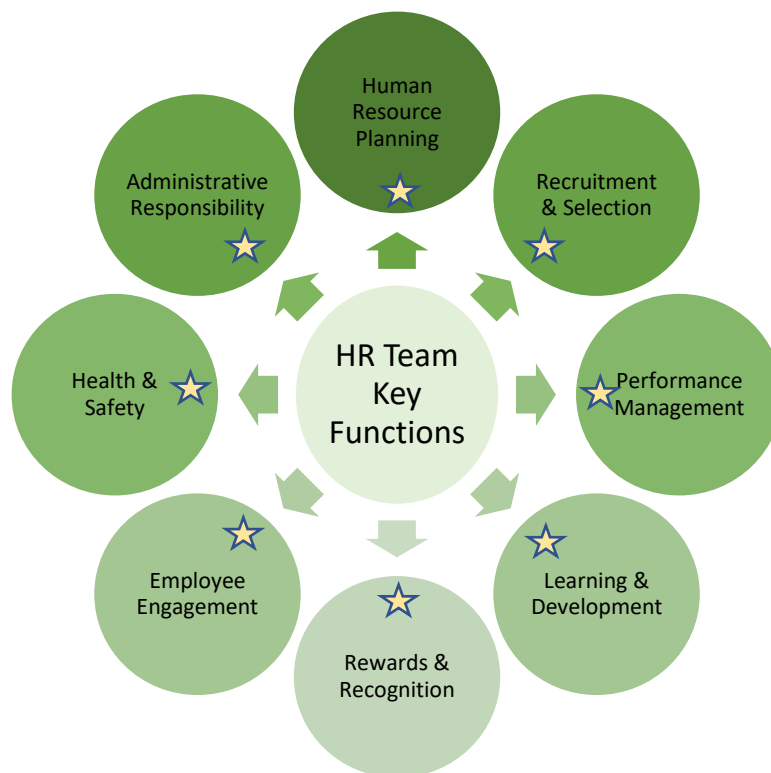 Human
Resource
Planning
Recruitment
& Selection
Performance
Management
Learning &
Development
Rewards &
Recognition
Employee
Engagement
Health &
Safety
Administrative
Responsibility
HR Team
Key
Functions